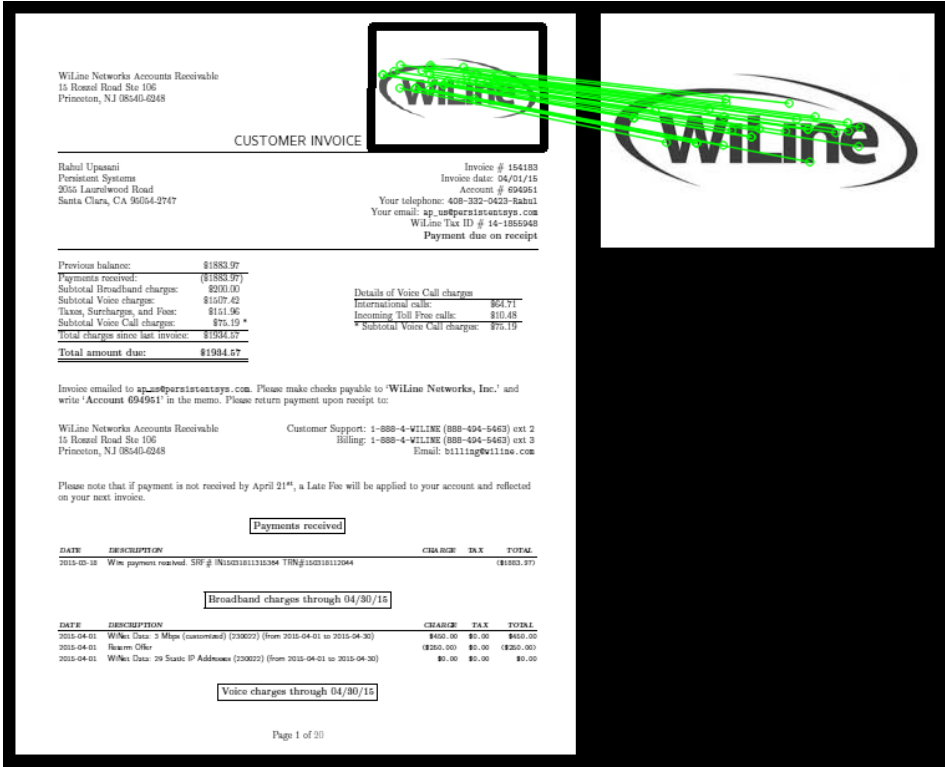 WiLine
WiLine
WiLine Networks Accounts Receivable
15 Roszel Road Ste 106
Princeton, NJ 08540-6248
CUSTOMER INVOICE
Rahul Upasani
Persistent Systems
2055 Laurelwood Road
Santa Clara, CA 95054-2747
Invoice # 154183
Invoice date: 04/01/15
Account # 694951
Your telephone: 408-332-0423-Rahul
Your email: ap_us@persistentsys.com
WiLine Tax ID # 14-1855948
Payment due on receipt
Previous balance: $1883.97
Payments received: ($1883.97)
Subtotal Broadband charges: $200.00
Subtotal Voice charges: $1507.42
Taxes, Surcharges, and Fees: $151.96
Subtotal Voice Call charges: $75.19 *
Total charges since last invoice: $1934.57
Total amount due: $1934.57
Details of Voice Call charges
International calls: $64.71
Incoming Toll Free calls: $10.48
* Subtotal Voice Call charges: $75.19
Invoice emailed to ap_us@persistentsys.com. Please make checks payable to 'WiLine Networks, Inc.' and
write 'Account 694951' in the memo. Please return payment upon receipt to:
WiLine Networks Accounts Receivable
15 Roszel Road Ste 106
Princeton, NJ 08540-6248
Customer Support: 1-888-4-WILINE (888-494-5463) ext 2
Billing: 1-888-4-WILINE (888-494-5463) ext 3
Email: billing@wiline.com
Please note that if payment is not received by April 21st, a Late Fee will be applied to your account and reflected
on your next invoice.
Payments received
DATE DESCRIPTION CHARGE TAX TOTAL
2015-03-18 Wire payment received. SRF# IN15031811315364 TRN#150318112044 ($1883.97)
Broadband charges through 04/30/15
DATE DESCRIPTION CHARGE TAX TOTAL
2015-04-01 WiNet Data: 3 Mbps (customized) (230022) (from 2015-04-01 to 2015-04-30) $450.00 $0.00 $450.00
2015-04-01 Offer ($250.00) $0.00 ($250.00)
2015-04-01 WiNet Data: 29 Static IP Addresses (230022) (from 2015-04-01 to 2015-04-30) $0.00 $0.00 $0.00
Voice charges through 04/30/15
Page 1 of 20